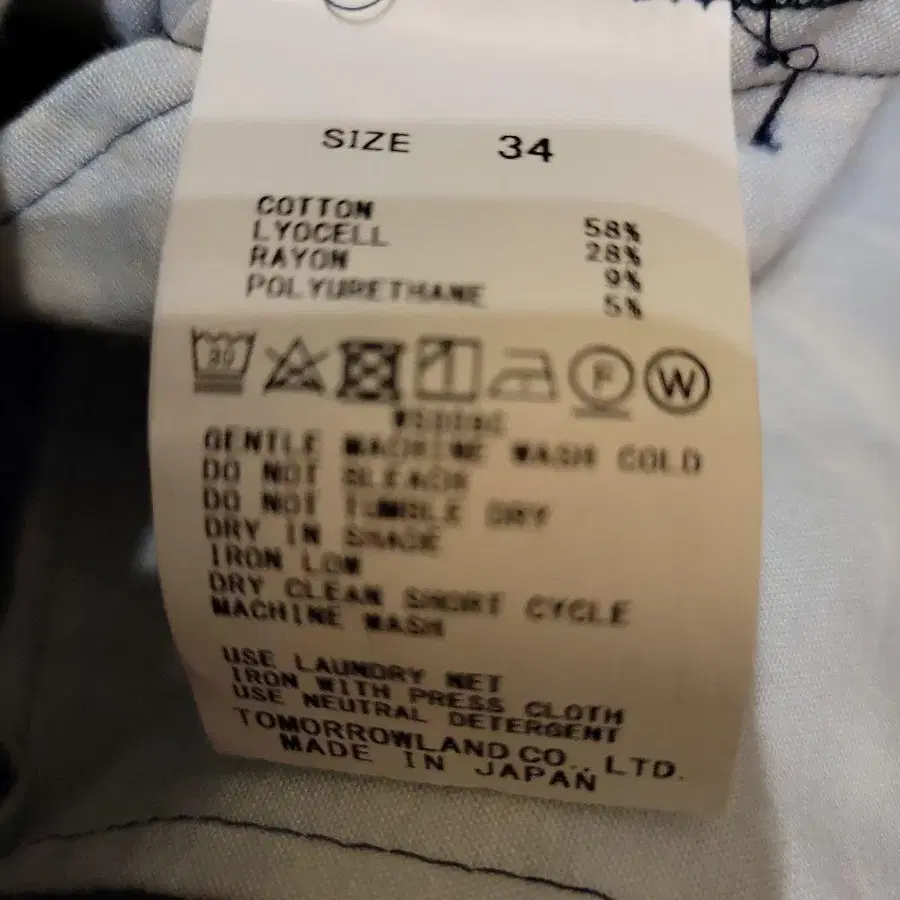 SIZE 34
COTTON 58%
LYOCELL 28%
RAYON 9%
POLYURETHANE 5%
30 F W
GENTLE MACHINE WASH COLD
DO NOT BLEACH
DO NOT TUMBLE DRY
DRY IN SHADE
IRON LOW
DRY CLEAN SHORT CYCLE
MACHINE WASH
USE LAUNDRY NET
IRON WITH PRESS CLOTH
USE NEUTRAL DETERGENT
TOMORROWLAND CO., LTD.
MADE IN JAPAN